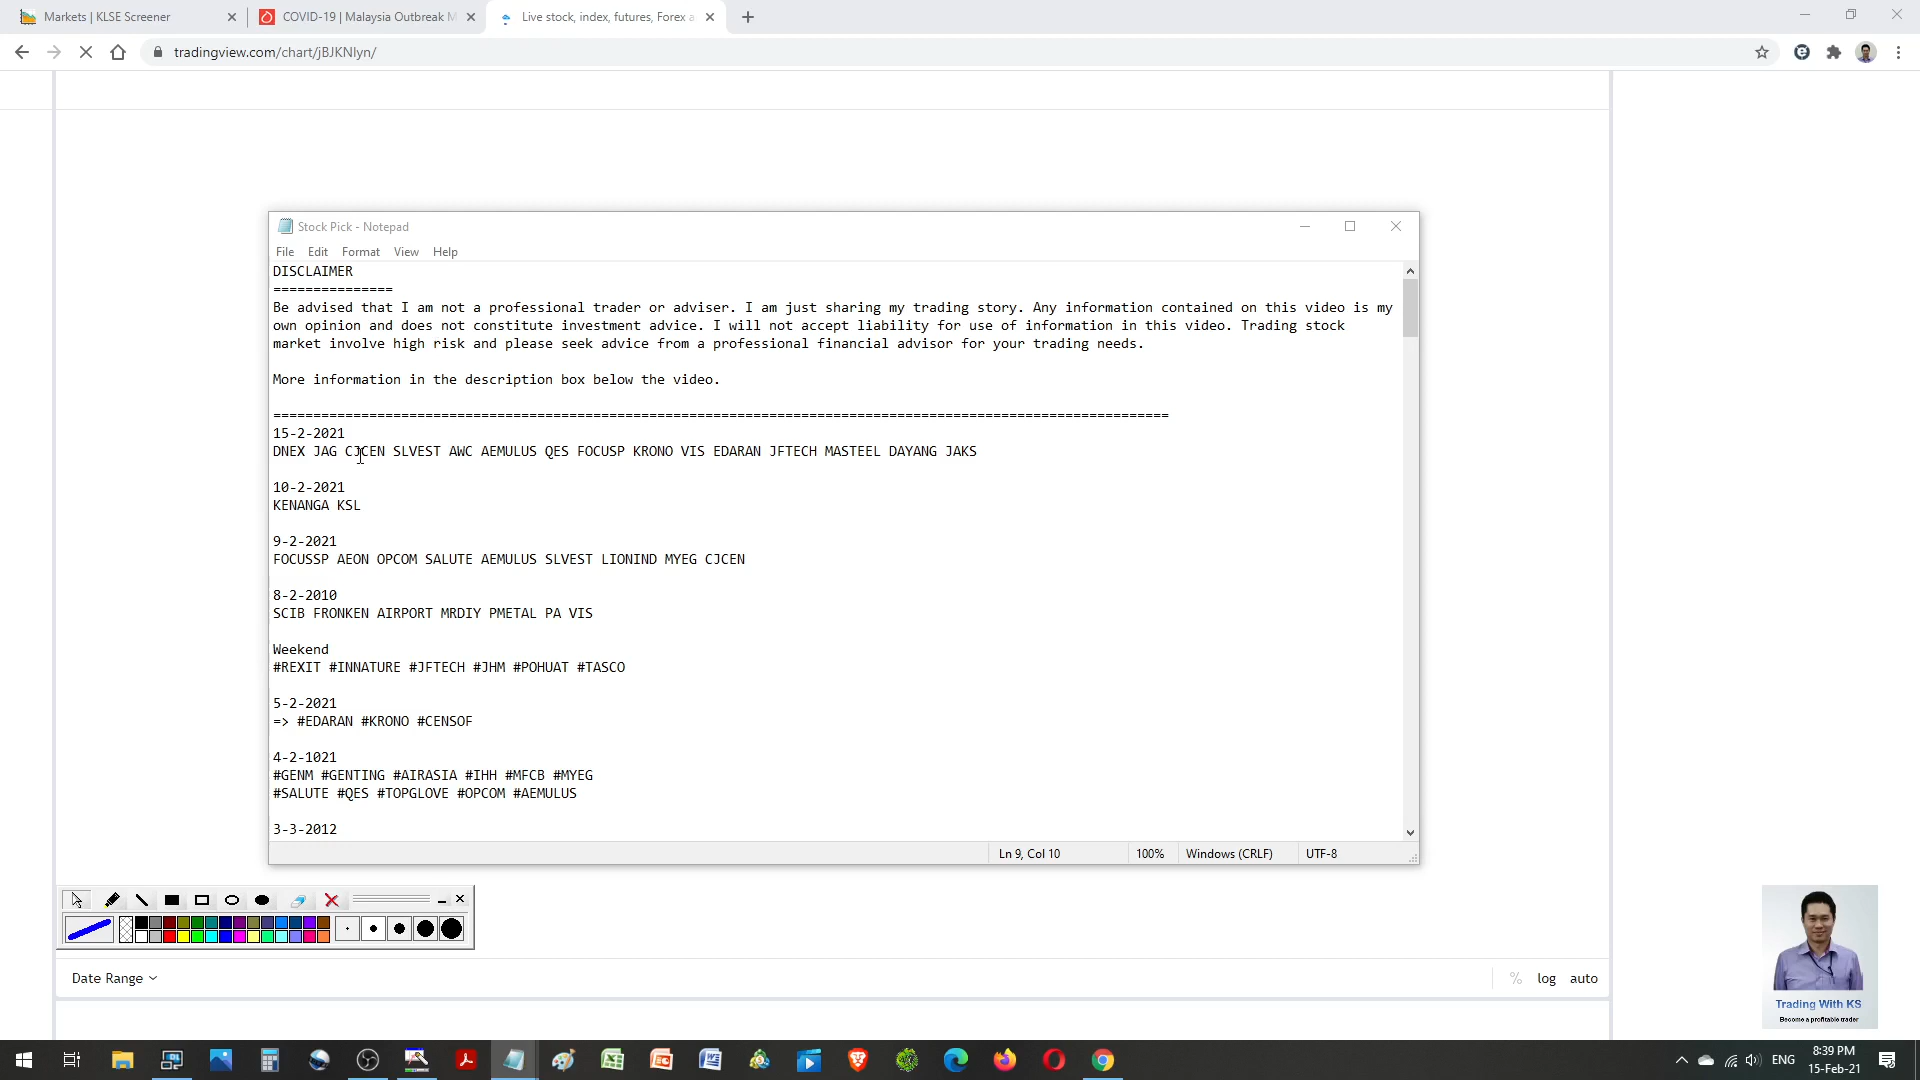 Markets | KLSE Screener
COVID-19 | Malaysia Outbreak M
Live stock, index, futures, Forex a
tradingview.com/chart/jBJKNlyn/
Stock Pick - Notepad
File Edit Format View Help
DISCLAIMER
===============
Be advised that I am not a professional trader or adviser. I am just sharing my trading story. Any information contained on this video is my
own opinion and does not constitute investment advice. I will not accept liability for use of information in this video. Trading stock
market involve high risk and please seek advice from a professional financial advisor for your trading needs.
More information in the description box below the video.
================================================================================================================
15-2-2021
DNEX JAG CJCEN SLVEST AWC AEMULUS QES FOCUSP KRONO VIS EDARAN JFTECH MASTEEL DAYANG JAKS
10-2-2021
KENANGA KSL
9-2-2021
FOCUSSP AEON OPCOM SALUTE AEMULUS SLVEST LIONIND MYEG CJCEN
8-2-2010
SCIB FRONKEN AIRPORT MRDIY PMETAL PA VIS
Weekend
#REXIT #INNATURE #JFTECH #JHM #POHUAT #TASCO
5-2-2021
=> #EDARAN #KRONO #CENSOF
4-2-1021
#GENM #GENTING #AIRASIA #IHH #MFCB #MYEG
#SALUTE #QES #TOPGLOVE #OPCOM #AEMULUS
3-3-2012
Ln 9, Col 10 100% Windows (CRLF) UTF-8
Date Range % log auto
Trading With KS
Become a profitable trader
ENG
8:39 PM
15-Feb-21